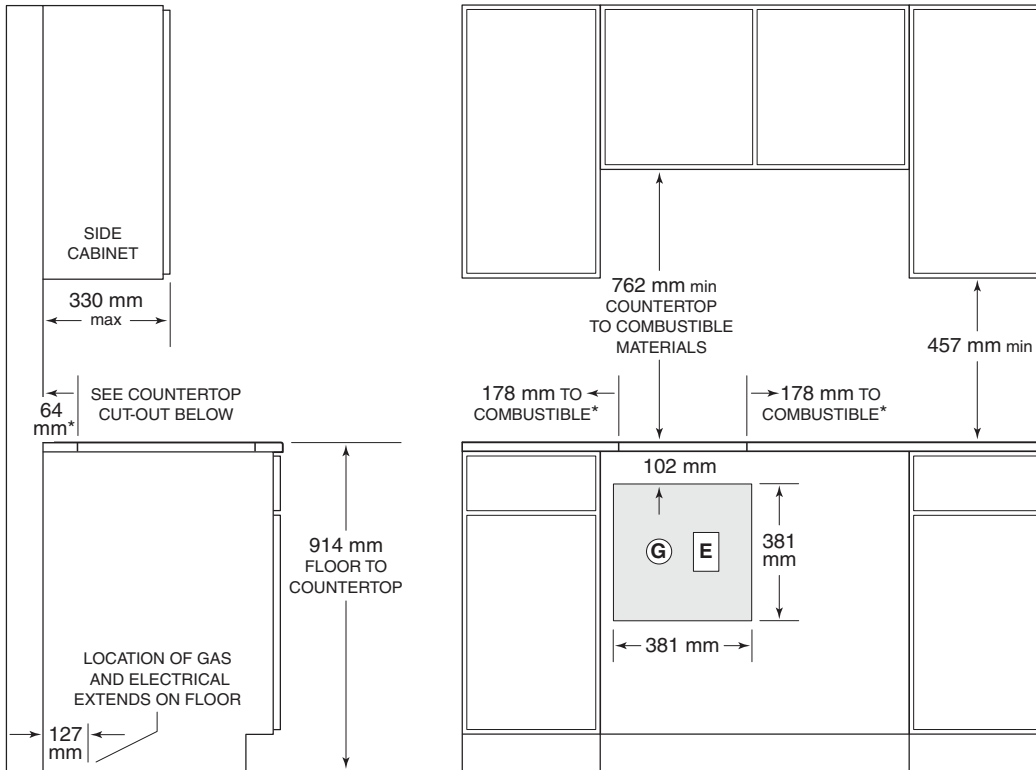 SIDE
CABINET
330 mm
max
64
mm*
SEE COUNTERTOP
CUT-OUT BELOW
914 mm
FLOOR TO
COUNTERTOP
LOCATION OF GAS
AND ELECTRICAL
EXTENDS ON FLOOR
127
mm
762 mm min
COUNTERTOP
TO COMBUSTIBLE
MATERIALS
457 mm min
178 mm TO
COMBUSTIBLE*
178 mm TO
COMBUSTIBLE*
102 mm
G
E
381
mm
381 mm